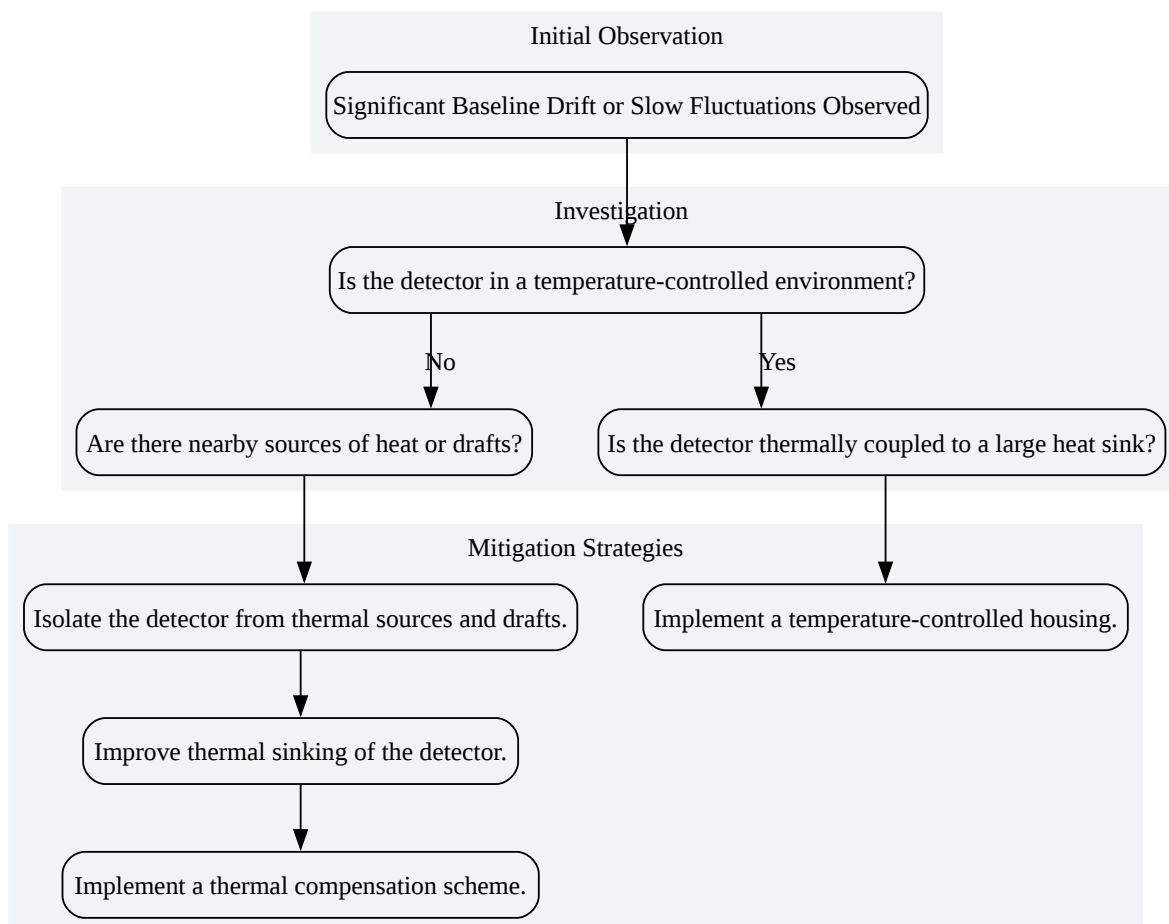 Initial Observation
Significant Baseline Drift or Slow Fluctuations Observed
Investigation
Is the detector in a temperature-controlled environment?
No
Yes
Are there nearby sources of heat or drafts?
Is the detector thermally coupled to a large heat sink?
Mitigation Strategies
Isolate the detector from thermal sources and drafts.
Implement a temperature-controlled housing.
Improve thermal sinking of the detector.
Implement a thermal compensation scheme.